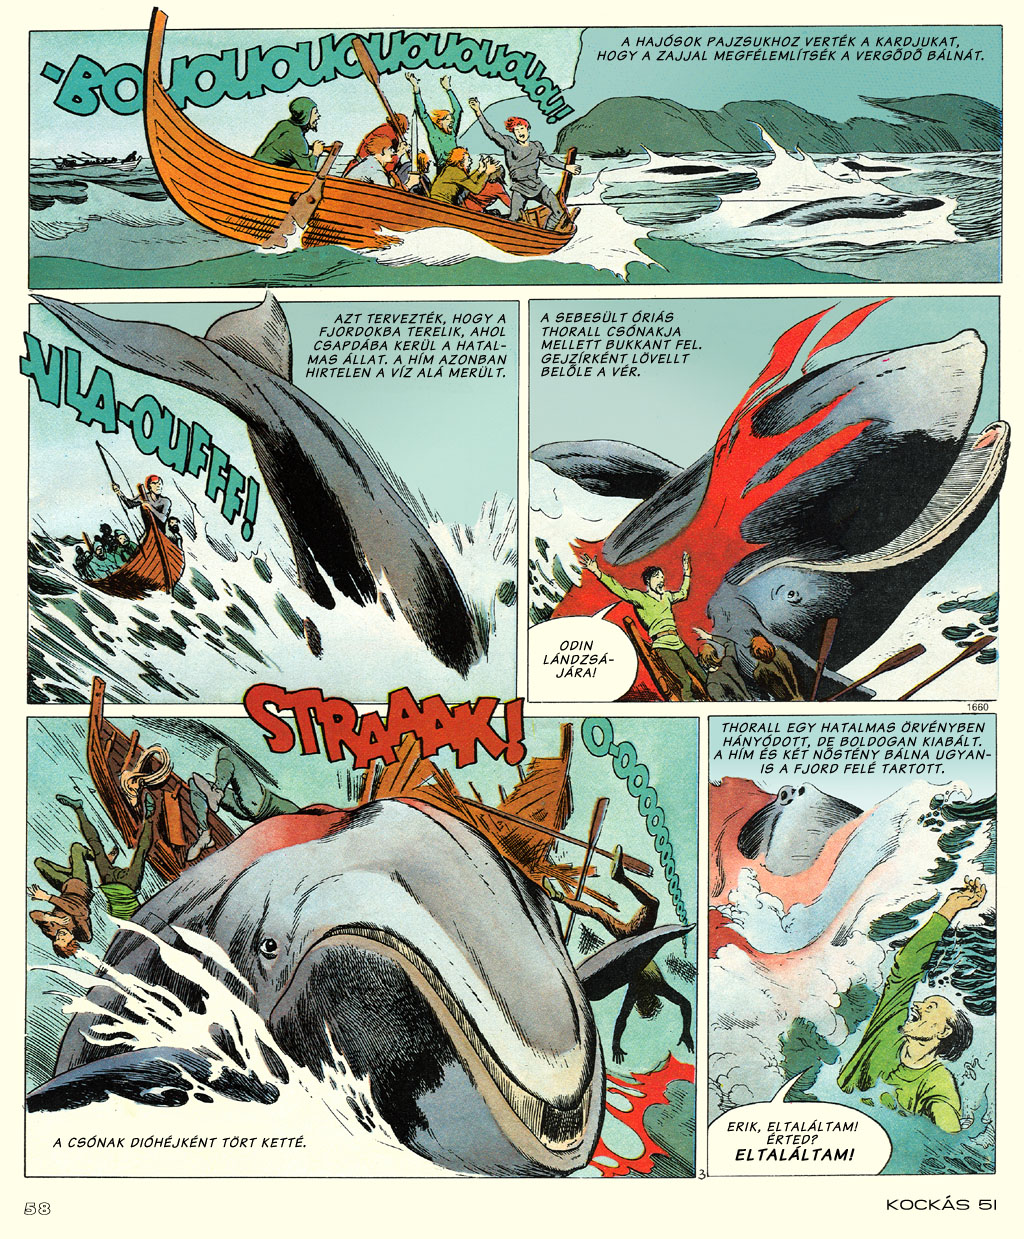 -BOUOUOUOUOUOUOUOUOUOU!!
A HAJÓSOK PAJZSUKHOZ VERTÉK A KARDJUKAT,
HOGY A ZAJJAL MEGFÉLEMLÍTSÉK A VERGŐDŐ BÁLNÁT.
AZT TERVEZTÉK, HOGY A
FJORDOKBA TERELIK, AHOL
CSAPDÁBA KERÜL A HATAL-
MAS ÁLLAT. A HÍM AZONBAN
HIRTELEN A VÍZ ALÁ MERÜLT.
VLA-OUFFF!
A SEBESÜLT ÓRIÁS
THORALL CSÓNAKJA
MELLETT BUKKANT FEL.
GEJZÍRKÉNT LÖVELLT
BELŐLE A VÉR.
ODIN
LÁNDZSÁ-
JÁRA!
1660
STRAAAK!
O-OOOOOOOOOOOOO
A CSÓNAK DIÓHÉJKÉNT TÖRT KETTÉ.
3
THORALL EGY HATALMAS ÖRVÉNYBEN
HÁNYÓDOTT, DE BOLDOGAN KIABÁLT.
A HÍM ÉS KÉT NŐSTÉNY BÁLNA UGYAN-
IS A FJORD FELÉ TARTOTT.
ERIK, ELTALÁLTAM!
ÉRTED?
ELTALÁLTAM!
58
KOCKÁS 51